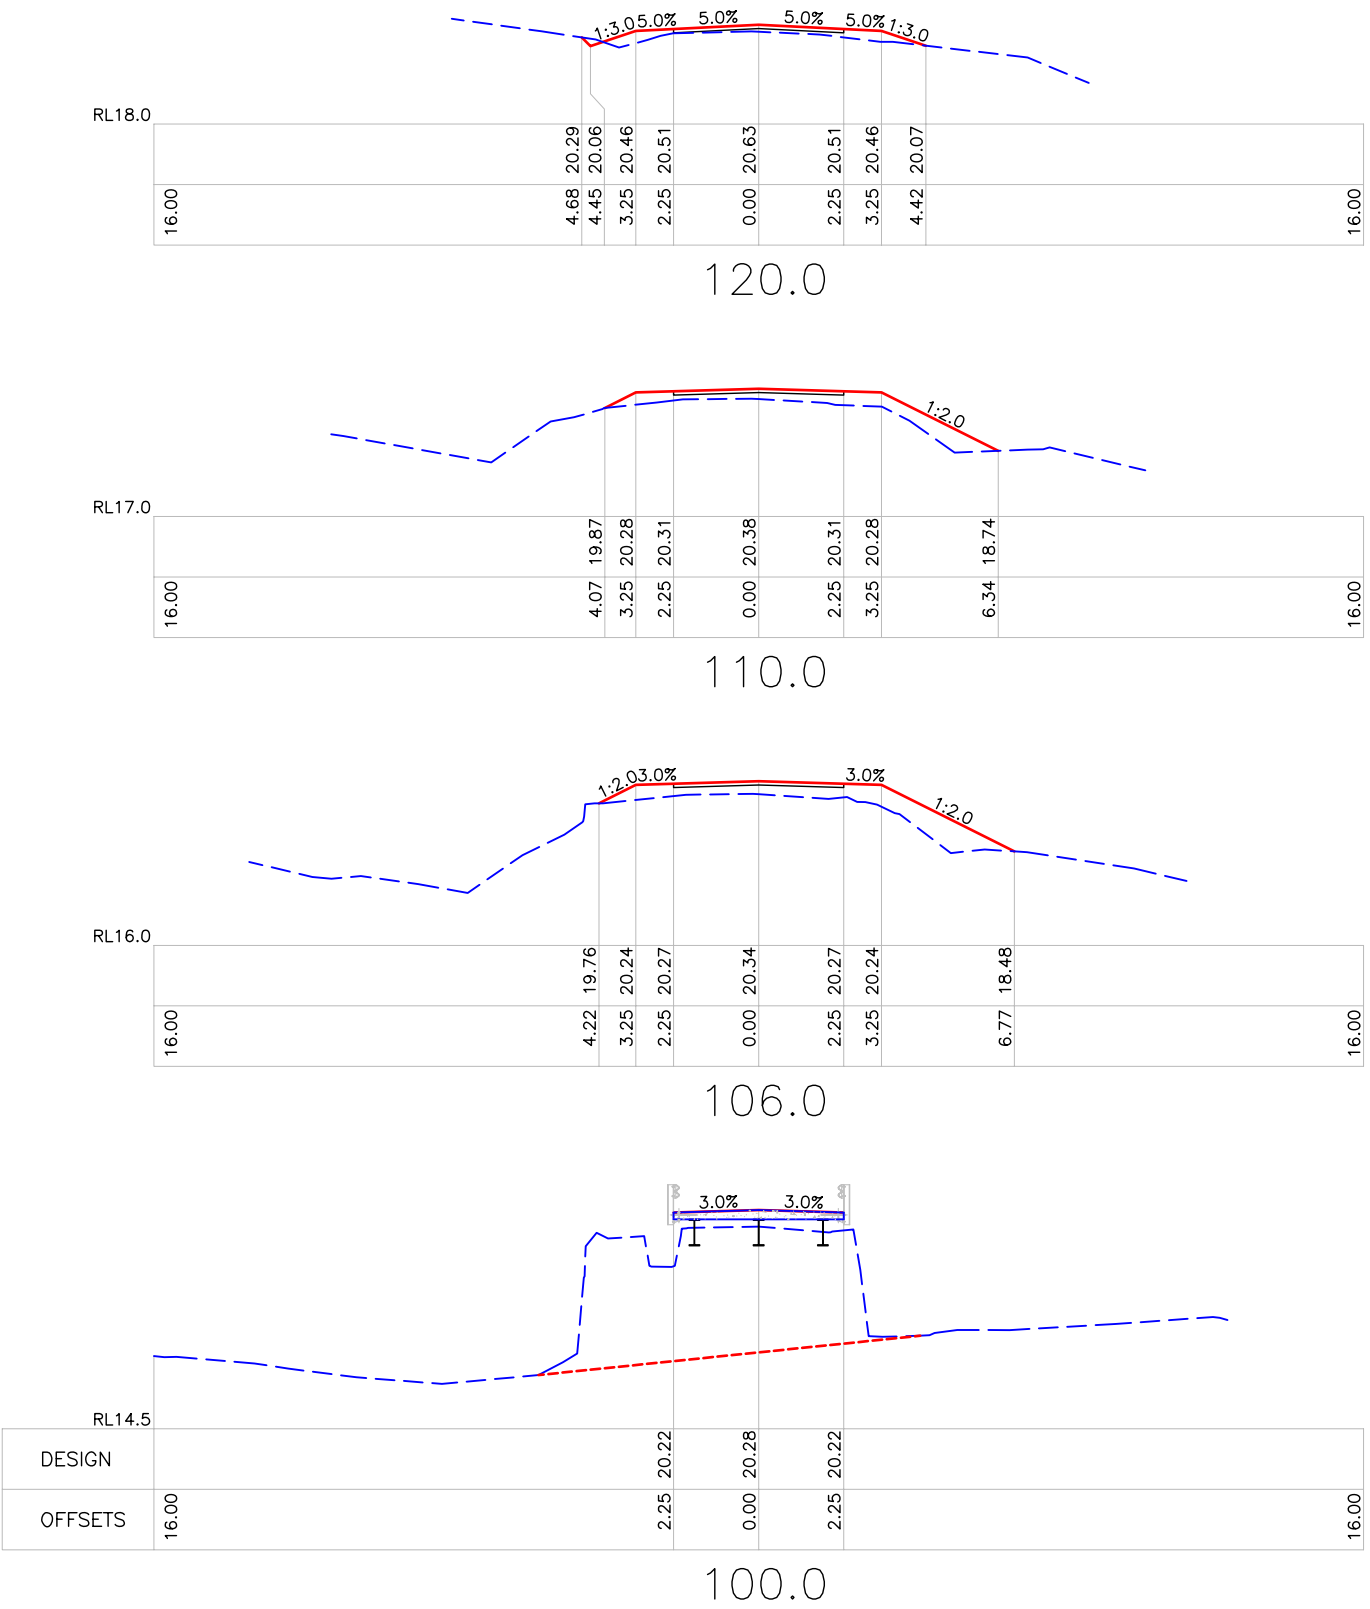 1:3.0 5.0% 5.0% 5.0% 5.0% 1:3.0
RL18.0
20.29 20.06 20.46 20.51 20.63 20.51 20.46 20.07
16.00 4.68 4.45 3.25 2.25 0.00 2.25 3.25 4.42 16.00
120.0
1:2.0
RL17.0
19.87 20.28 20.31 20.38 20.31 20.28 18.74
16.00 4.07 3.25 2.25 0.00 2.25 3.25 6.34 16.00
110.0
1:2.0 3.0% 3.0% 1:2.0
RL16.0
19.76 20.24 20.27 20.34 20.27 20.24 18.48
16.00 4.22 3.25 2.25 0.00 2.25 3.25 6.77 16.00
106.0
3.0% 3.0%
RL14.5
DESIGN 20.22 20.28 20.22
OFFSETS 16.00 2.25 0.00 2.25 16.00
100.0